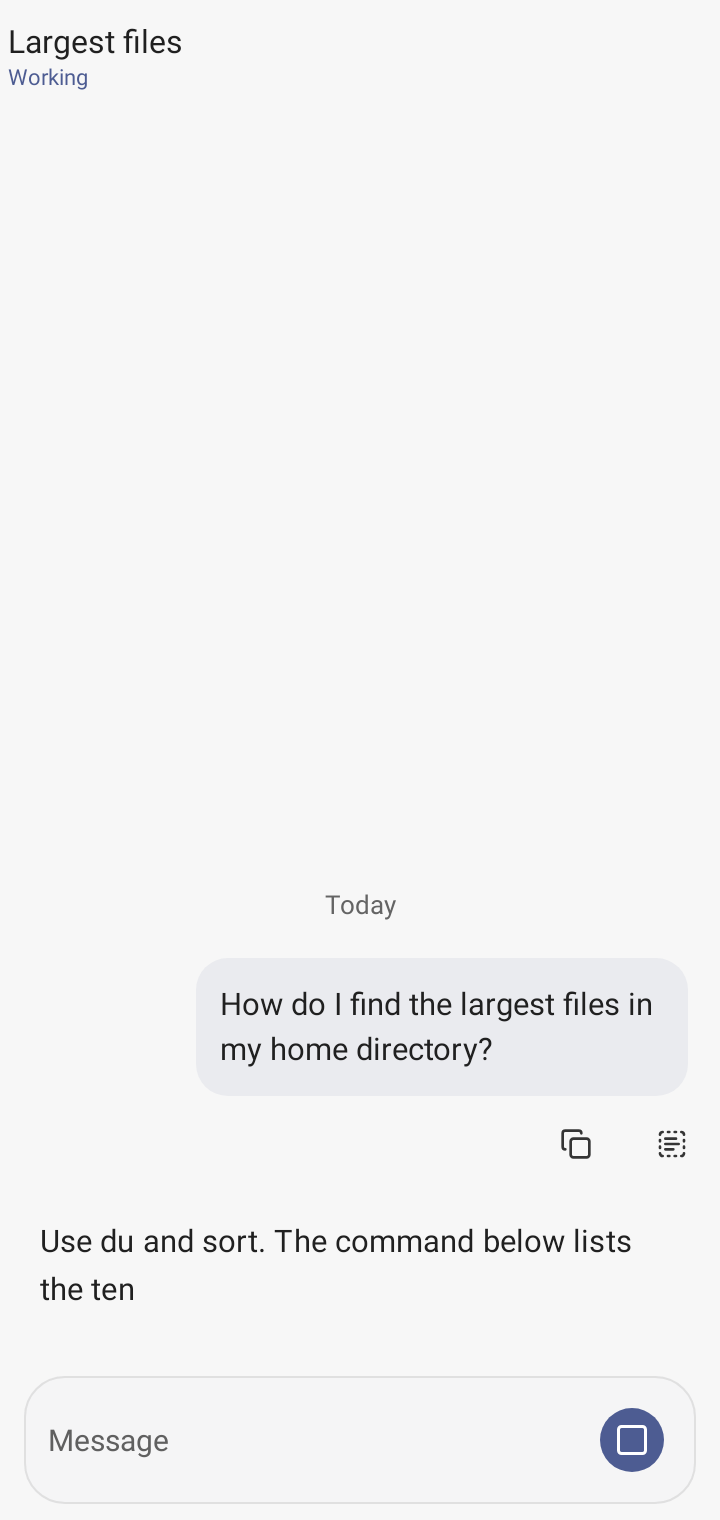 Largest files
Working
Today
How do I find the largest files in
my home directory?
Use du and sort. The command below lists
the ten
Message